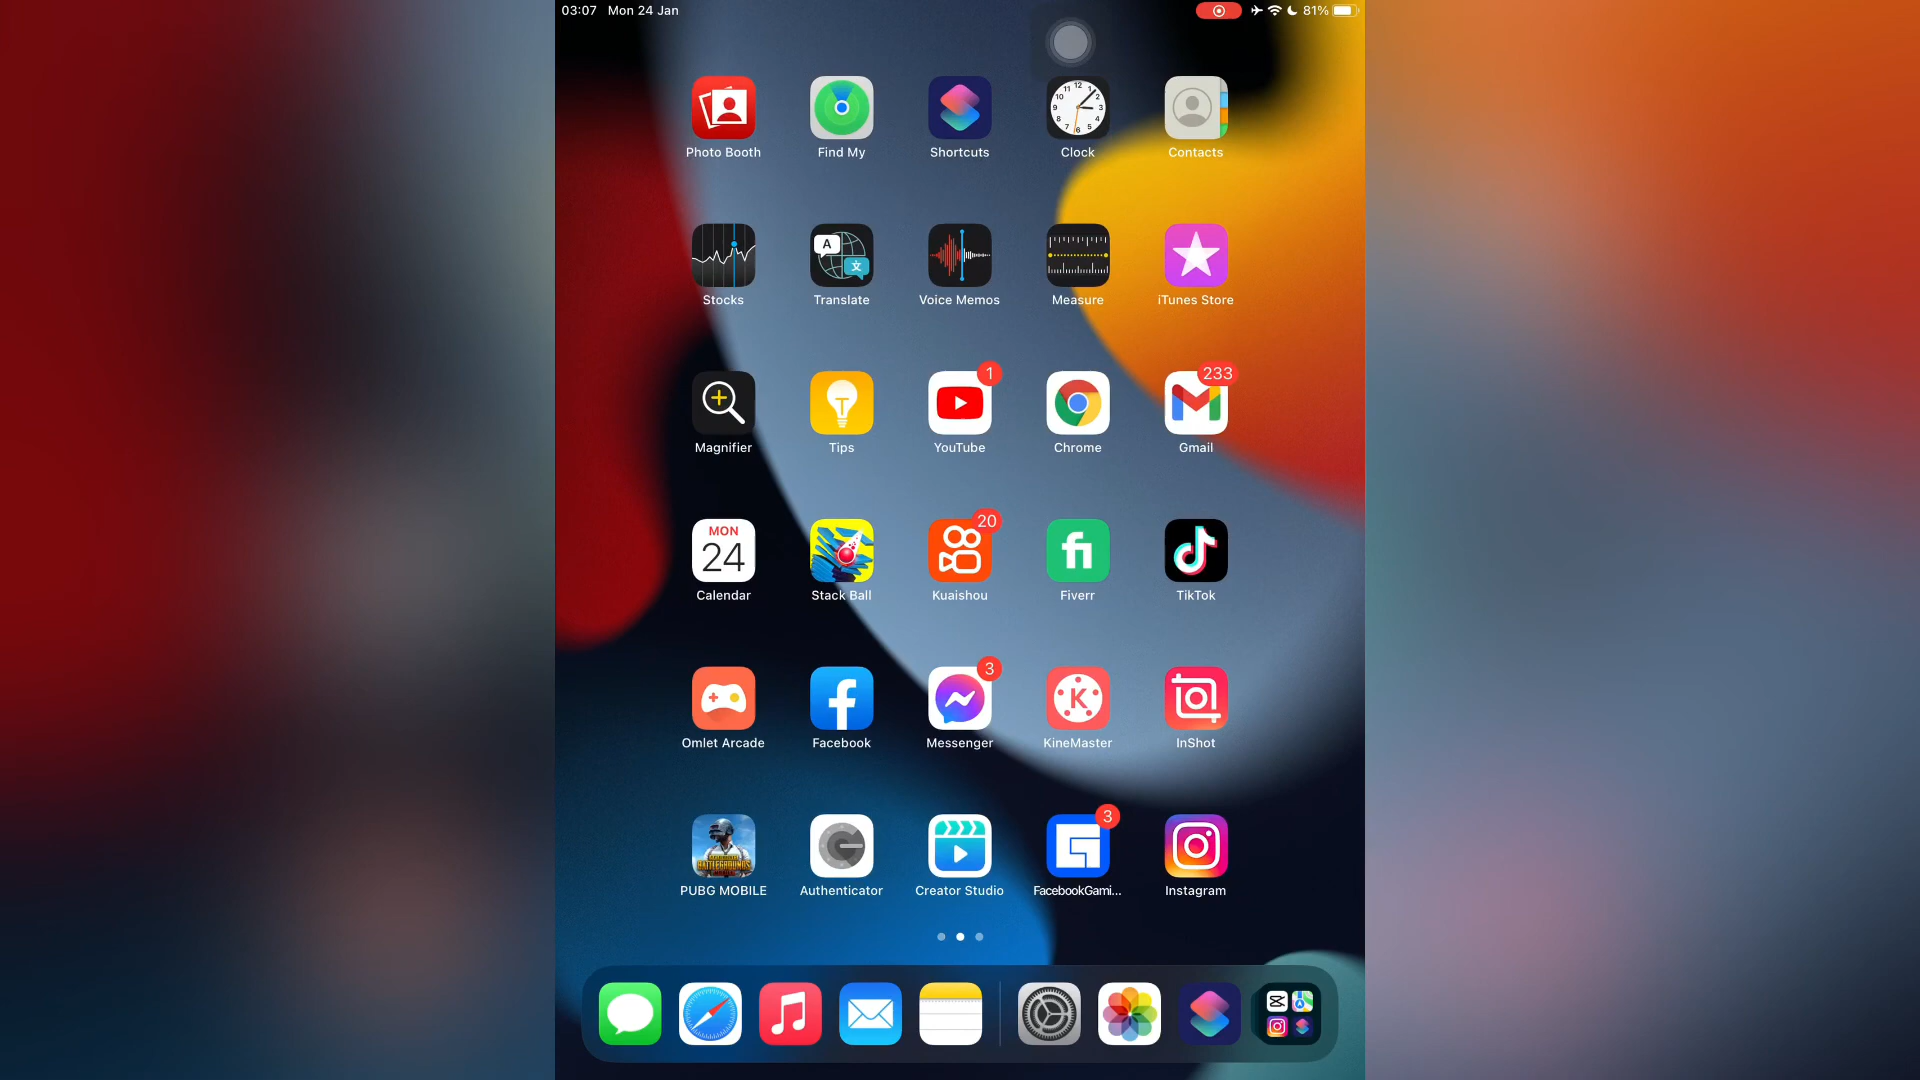 03:07 Mon 24 Jan
81%
Photo Booth Find My Shortcuts Clock Contacts
Stocks Translate Voice Memos Measure iTunes Store
1 233
Magnifier Tips YouTube Chrome Gmail
MON
24
20
Calendar Stack Ball Kuaishou Fiverr TikTok
3
Omlet Arcade Facebook Messenger KineMaster InShot
3
PUBG MOBILE Authenticator Creator Studio FacebookGami... Instagram